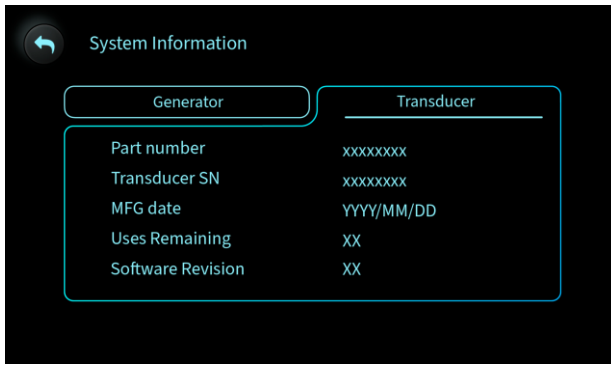 System Information
Generator Transducer
Part number xxxxxxxx
Transducer SN xxxxxxxx
MFG date YYYY/MM/DD
Uses Remaining XX
Software Revision XX